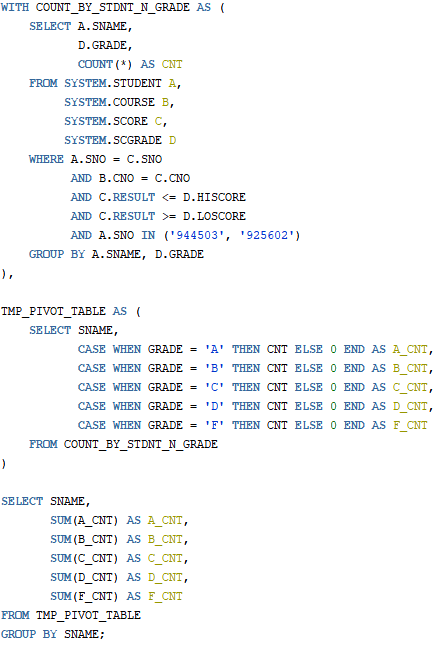 WITH COUNT_BY_STDNT_N_GRADE AS (
    SELECT A.SNAME,
           D.GRADE,
           COUNT(*) AS CNT
    FROM SYSTEM.STUDENT A,
         SYSTEM.COURSE B,
         SYSTEM.SCORE C,
         SYSTEM.SCGRADE D
    WHERE A.SNO = C.SNO
          AND B.CNO = C.CNO
          AND C.RESULT <= D.HISCORE
          AND C.RESULT >= D.LOSCORE
          AND A.SNO IN ('944503', '925602')
    GROUP BY A.SNAME, D.GRADE
),

TMP_PIVOT_TABLE AS (
    SELECT SNAME,
           CASE WHEN GRADE = 'A' THEN CNT ELSE 0 END AS A_CNT,
           CASE WHEN GRADE = 'B' THEN CNT ELSE 0 END AS B_CNT,
           CASE WHEN GRADE = 'C' THEN CNT ELSE 0 END AS C_CNT,
           CASE WHEN GRADE = 'D' THEN CNT ELSE 0 END AS D_CNT,
           CASE WHEN GRADE = 'F' THEN CNT ELSE 0 END AS F_CNT
    FROM COUNT_BY_STDNT_N_GRADE
)

SELECT SNAME,
       SUM(A_CNT) AS A_CNT,
       SUM(B_CNT) AS B_CNT,
       SUM(C_CNT) AS C_CNT,
       SUM(D_CNT) AS D_CNT,
       SUM(F_CNT) AS F_CNT
FROM TMP_PIVOT_TABLE
GROUP BY SNAME;